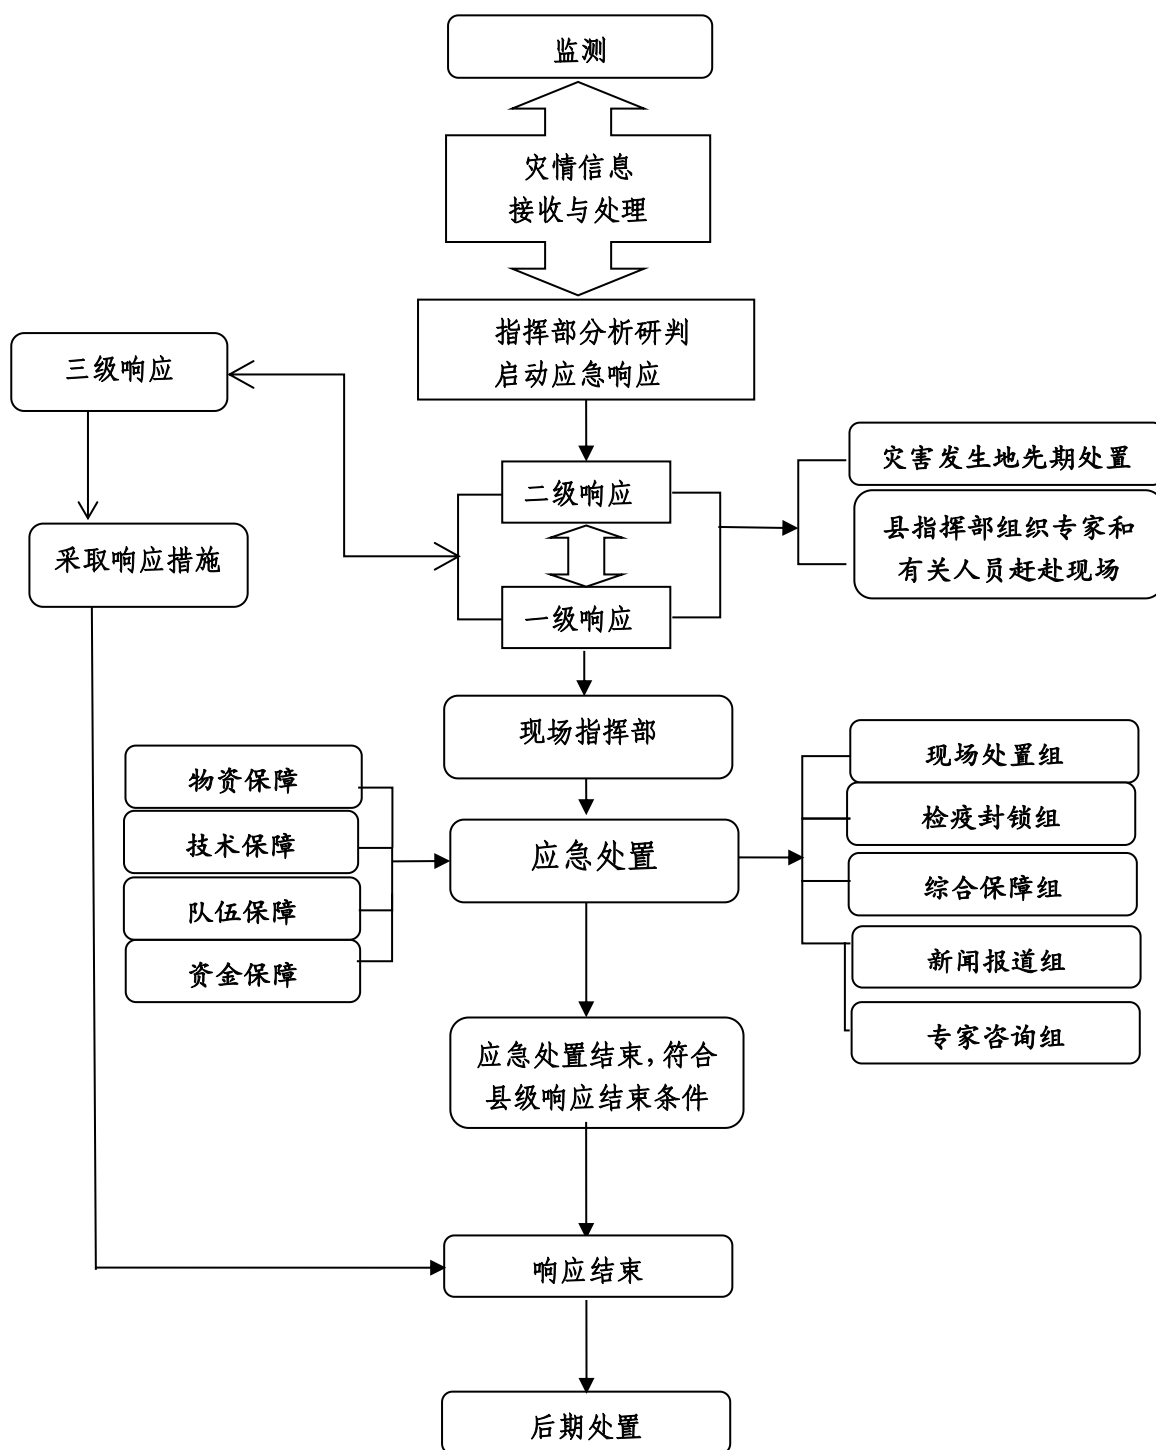 监测
灾情信息
接收与处理
指挥部分析研判
启动应急响应
三级响应
灾害发生地先期处置
二级响应
县指挥部组织专家和
有关人员赶赴现场
采取响应措施
一级响应
现场指挥部
现场处置组
物资保障
检疫封锁组
技术保障
应急处置
综合保障组
队伍保障
新闻报道组
资金保障
专家咨询组
应急处置结束，符合
县级响应结束条件
响应结束
后期处置